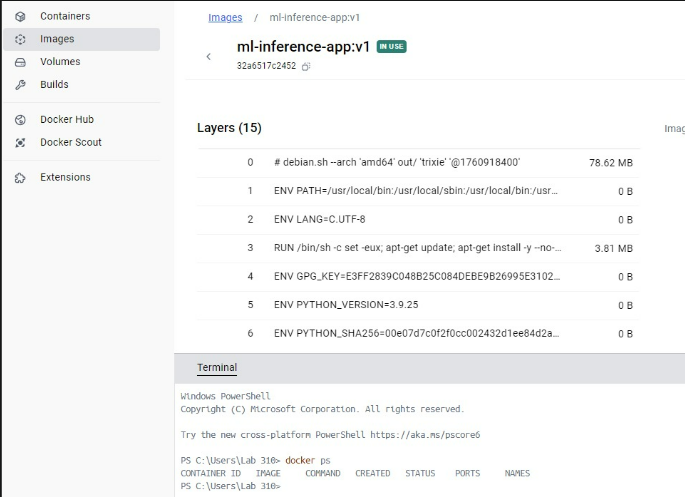 Containers
Images
Volumes
Builds
Docker Hub
Docker Scout
Extensions
Images / ml-inference-app:v1
ml-inference-app:v1 IN USE
32a6517c2452
Layers (15)
Imag
0 # debian.sh --arch 'amd64' out/ 'trixie' '@1760918400' 78.62 MB
1 ENV PATH=/usr/local/bin:/usr/local/sbin:/usr/local/bin:/usr... 0 B
2 ENV LANG=C.UTF-8 0 B
3 RUN /bin/sh -c set -eux; apt-get update; apt-get install -y --no-... 3.81 MB
4 ENV GPG_KEY=E3FF2839C048B25C084DEBE9B26995E3102... 0 B
5 ENV PYTHON_VERSION=3.9.25 0 B
6 ENV PYTHON_SHA256=00e07d7c0f2f0cc002432d1ee84d2a... 0 B
Terminal
Windows PowerShell
Copyright (C) Microsoft Corporation. All rights reserved.
Try the new cross-platform PowerShell https://aka.ms/pscore6
PS C:\Users\Lab 310> docker ps
CONTAINER ID IMAGE COMMAND CREATED STATUS PORTS NAMES
PS C:\Users\Lab 310>